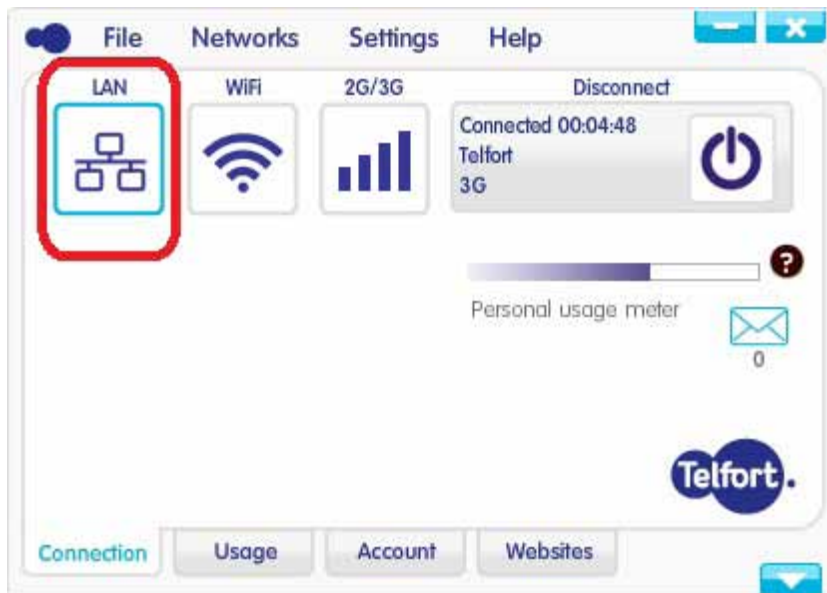 File Networks Settings Help
LAN WiFi 2G/3G Disconnect
Connected 00:04:48
Telfort
3G
?
Personal usage meter
0
Telfort.
Connection Usage Account Websites